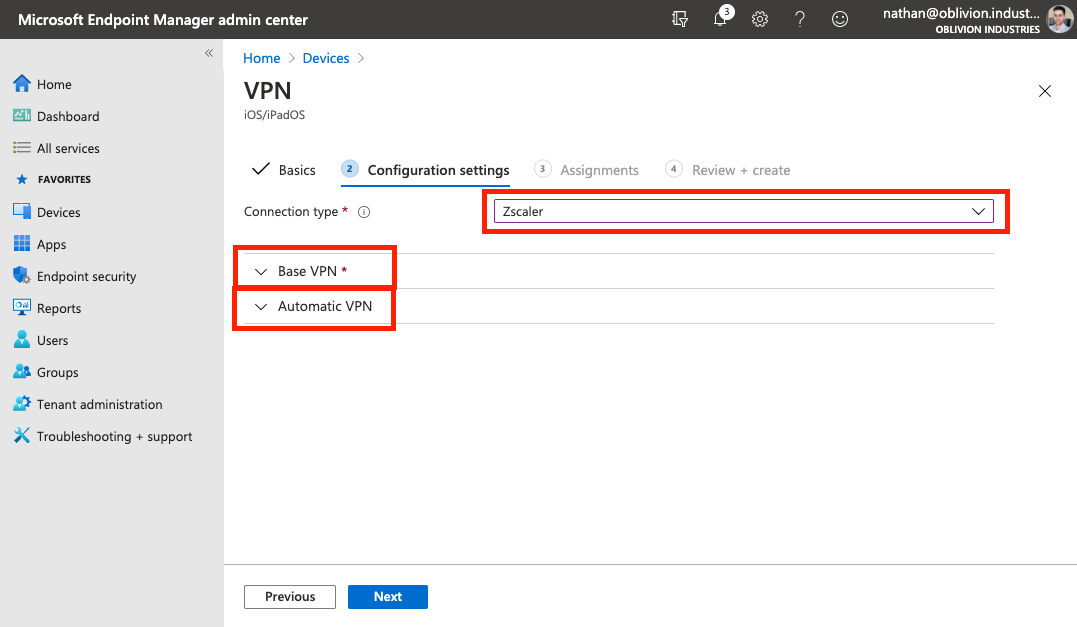 Microsoft Endpoint Manager admin center
3
nathan@oblivion.indust...
OBLIVION INDUSTRIES
«
Home
Dashboard
All services
FAVORITES
Devices
Apps
Endpoint security
Reports
Users
Groups
Tenant administration
Troubleshooting + support
Home > Devices >
VPN
iOS/iPadOS
Basics
2 Configuration settings
3 Assignments
4 Review + create
Connection type *
Zscaler
Base VPN *
Automatic VPN
Previous
Next